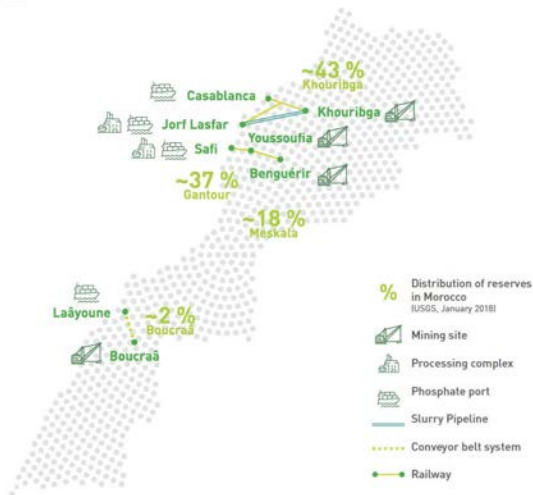 ~43 %
Khouribga
Casablanca
Khouribga
Jorf Lasfar
Youssoufia
Safi
Benguérir
~37 %
Gantour
~18 %
Meskala
Laâyoune
~2 %
Boucraâ
Boucraâ
% Distribution of reserves
in Morocco
(USGS, January 2018)
Mining site
Processing complex
Phosphate port
Slurry Pipeline
Conveyor belt system
Railway